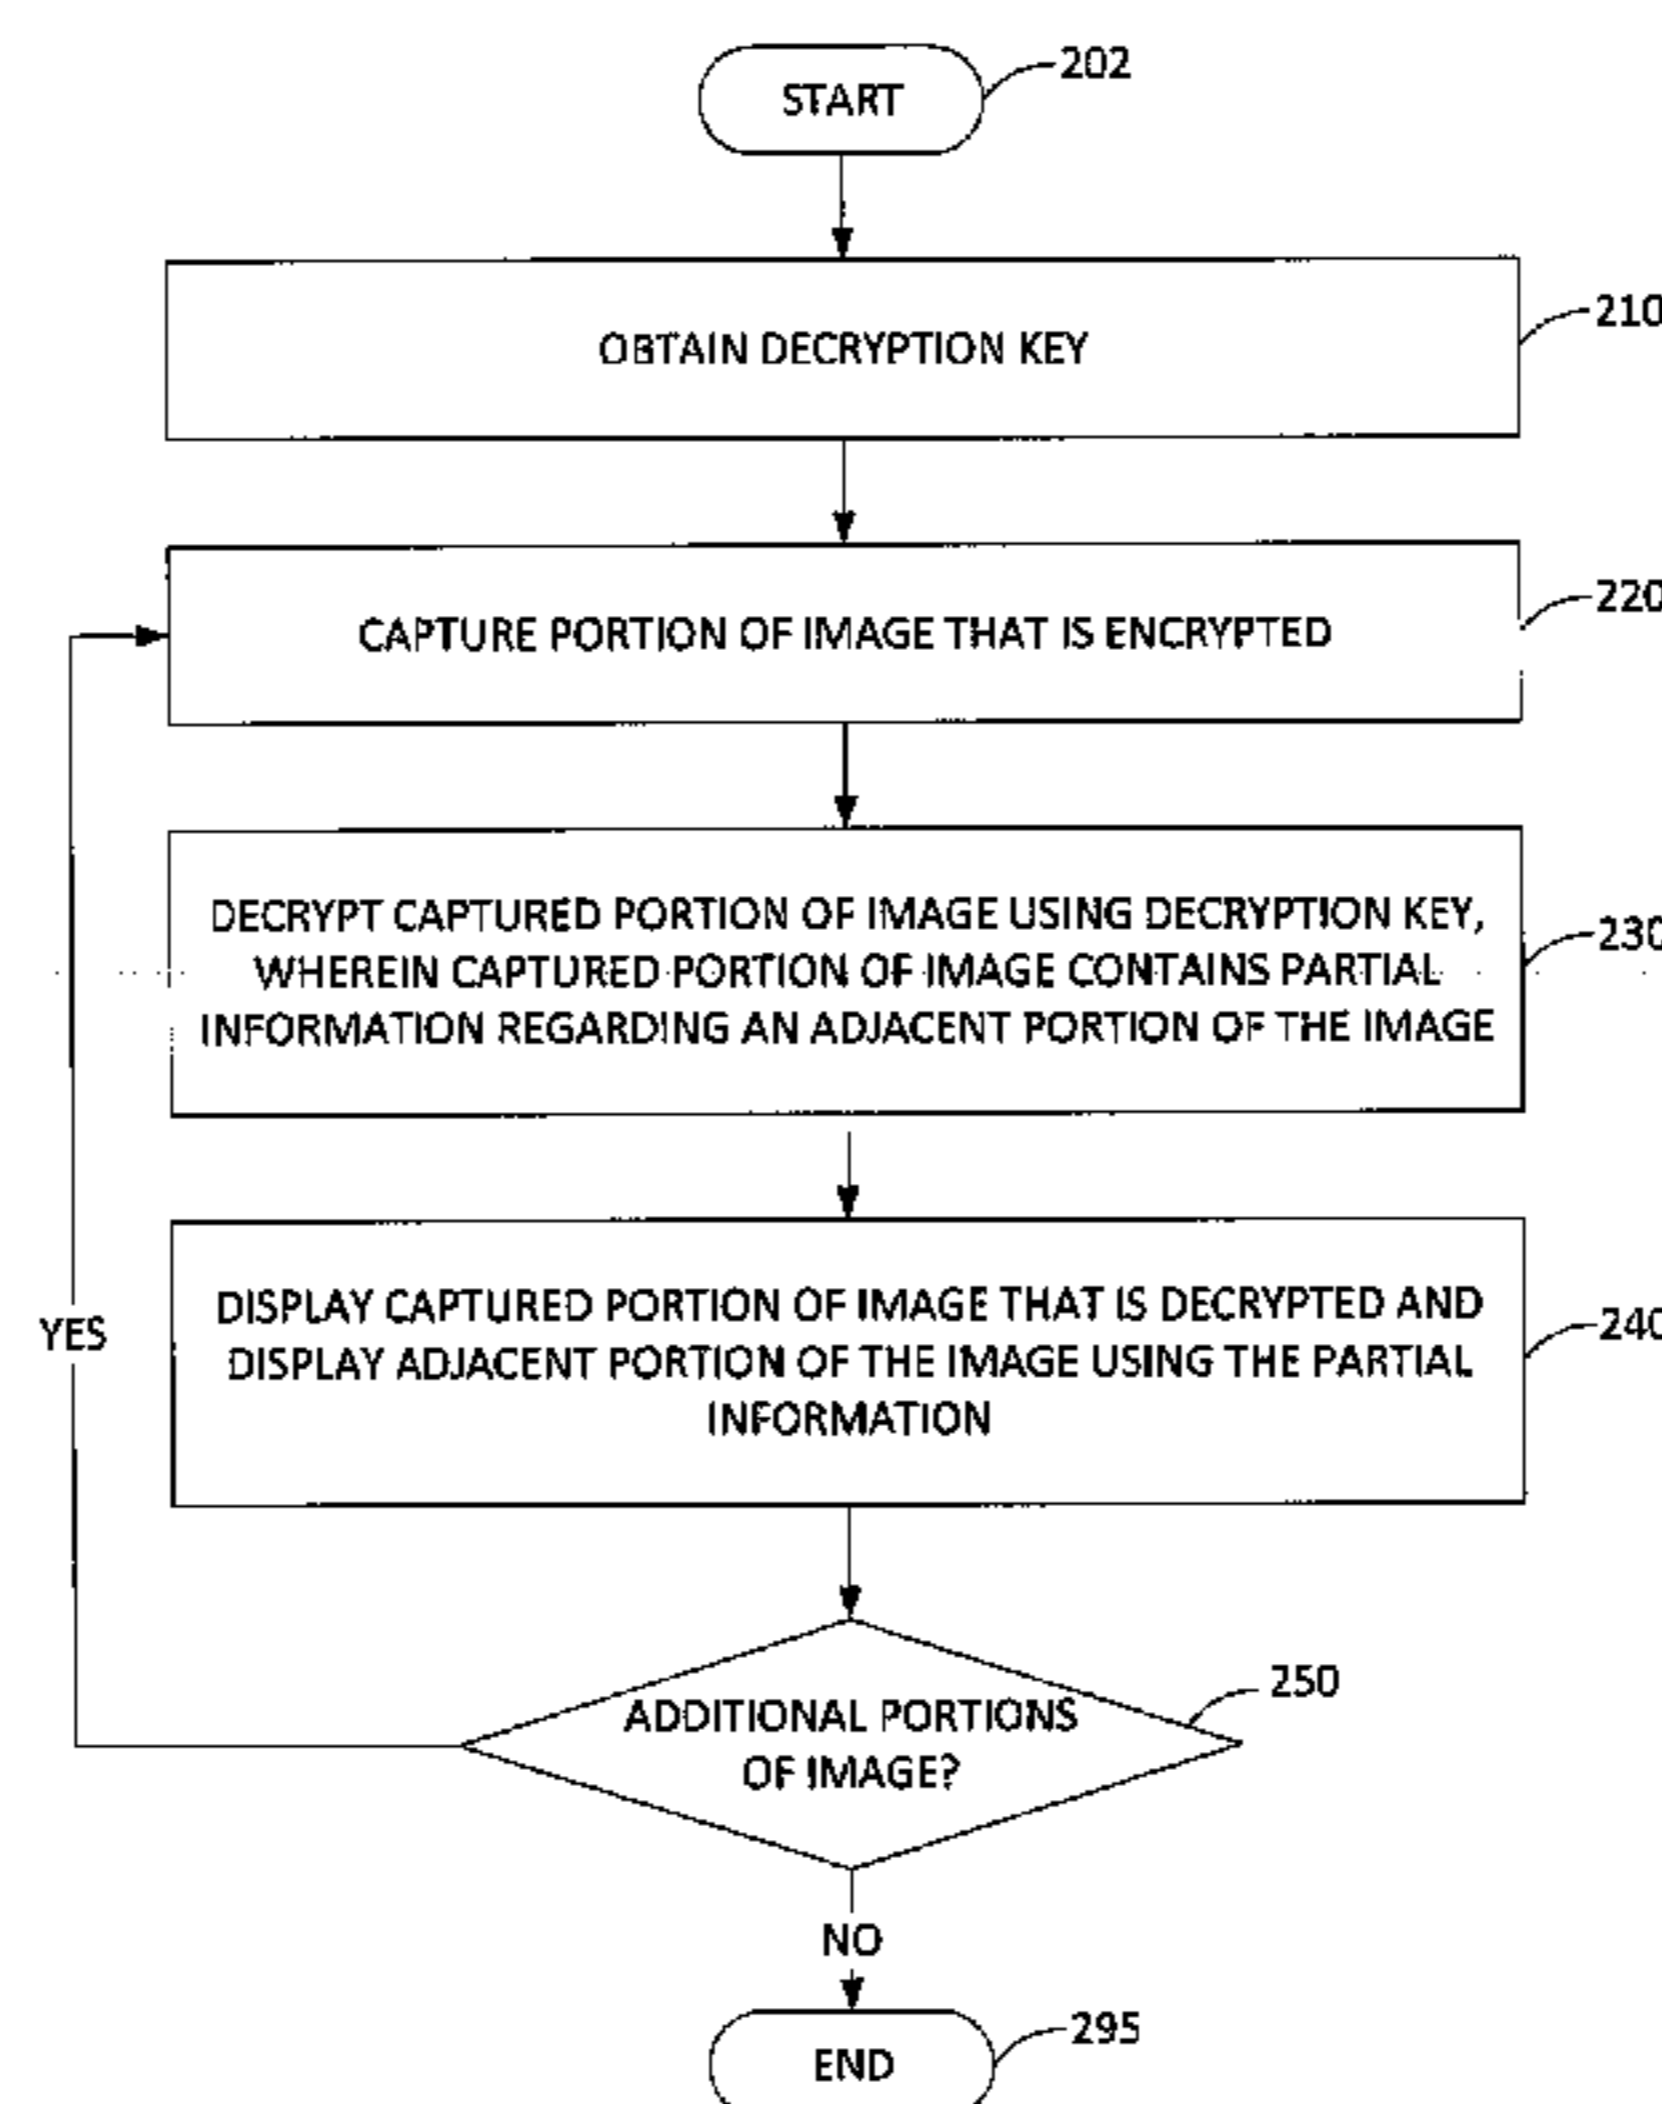 START
202
OBTAIN DECRYPTION KEY
210
CAPTURE PORTION OF IMAGE THAT IS ENCRYPTED
220
DECRYPT CAPTURED PORTION OF IMAGE USING DECRYPTION KEY,
WHEREIN CAPTURED PORTION OF IMAGE CONTAINS PARTIAL
INFORMATION REGARDING AN ADJACENT PORTION OF THE IMAGE
230
DISPLAY CAPTURED PORTION OF IMAGE THAT IS DECRYPTED AND
DISPLAY ADJACENT PORTION OF THE IMAGE USING THE PARTIAL
INFORMATION
240
YES
ADDITIONAL PORTIONS
OF IMAGE?
250
NO
END
295